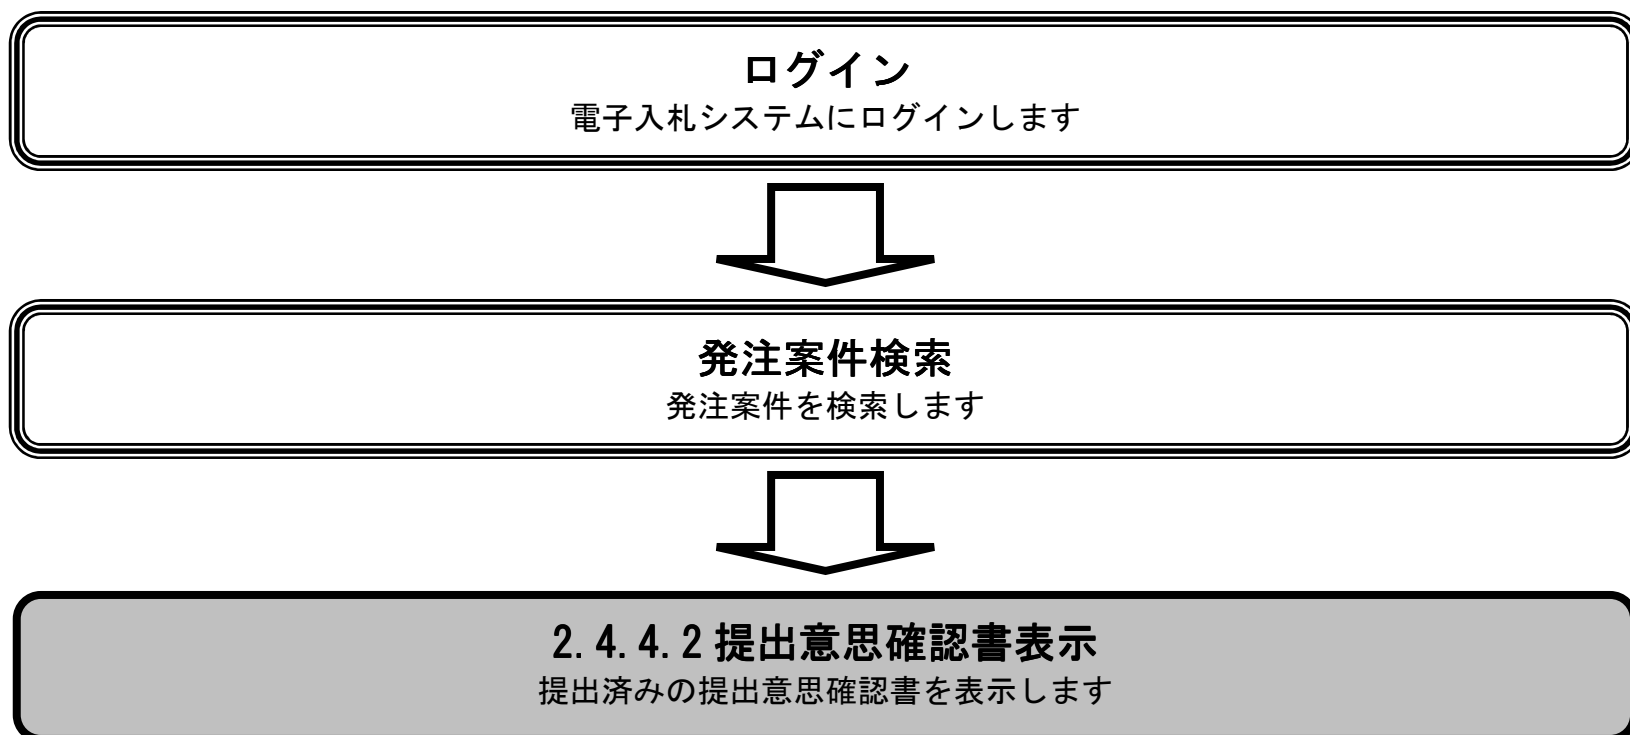 ログイン
電子入札システムにログインします
発注案件検索
発注案件を検索します
2.4.4.2 提出意思確認書表示
提出済みの提出意思確認書を表示します